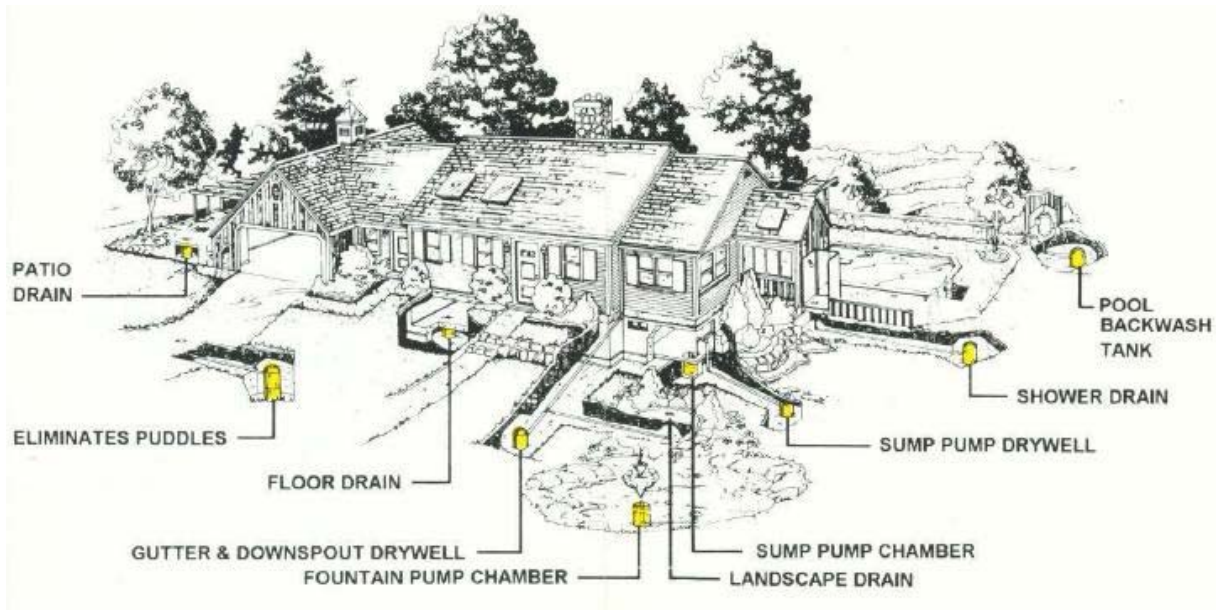 PATIO
DRAIN
POOL
BACKWASH
TANK
SHOWER DRAIN
ELIMINATES PUDDLES
SUMP PUMP DRYWELL
FLOOR DRAIN
GUTTER & DOWNSPOUT DRYWELL
SUMP PUMP CHAMBER
FOUNTAIN PUMP CHAMBER
LANDSCAPE DRAIN